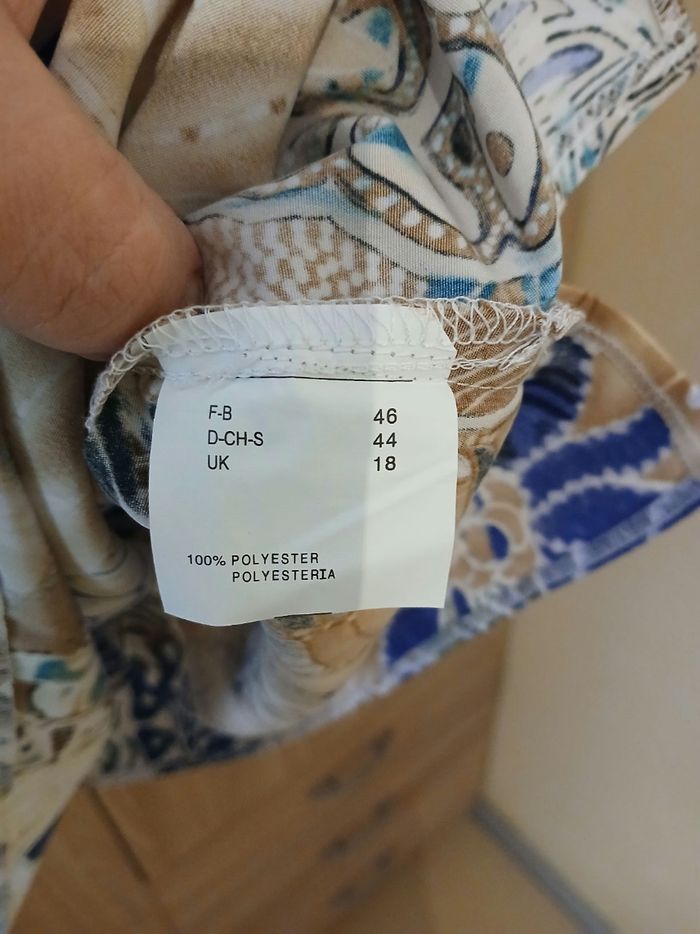 F-B 46
D-CH-S 44
UK 18
100% POLYESTER
POLYESTERIA